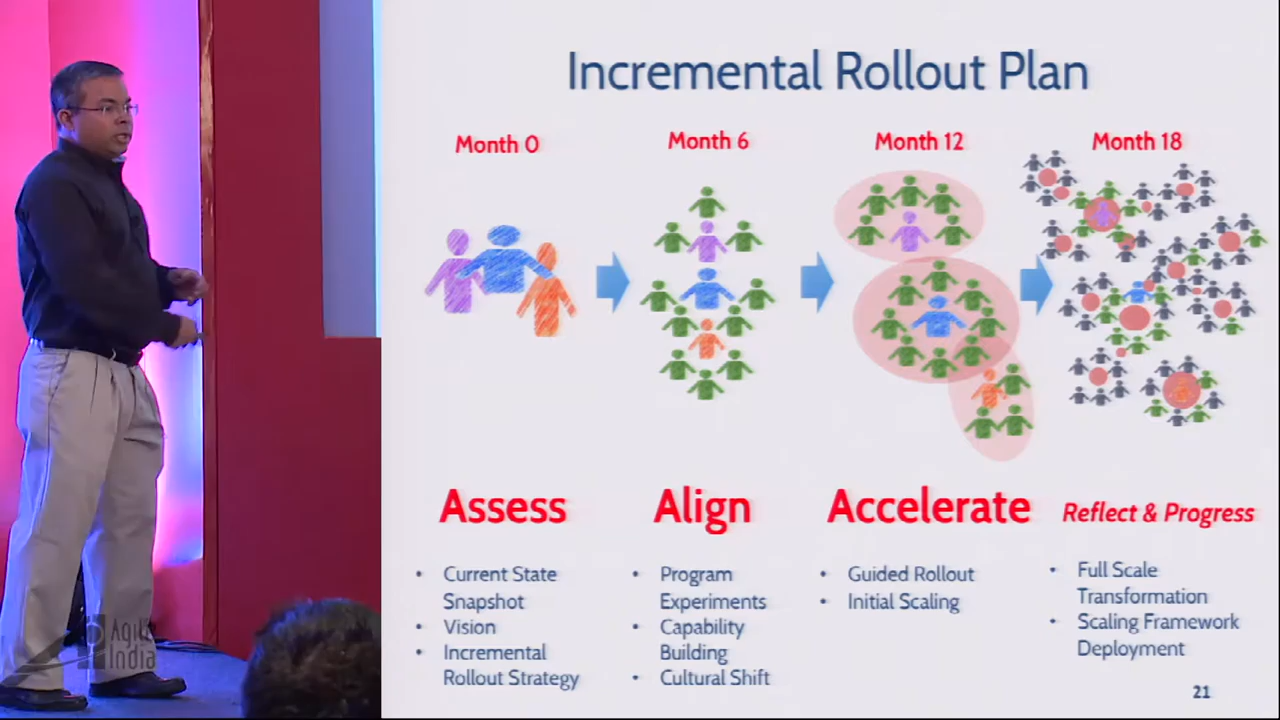 Incremental Rollout Plan
Month 0
Month 6
Month 12
Month 18
Assess
Align
Accelerate
Reflect & Progress
• Current State
Snapshot
• Vision
• Incremental
Rollout Strategy
• Program
Experiments
• Capability
Building
• Cultural Shift
• Guided Rollout
• Initial Scaling
• Full Scale
Transformation
• Scaling Framework
Deployment
21
Agile
India